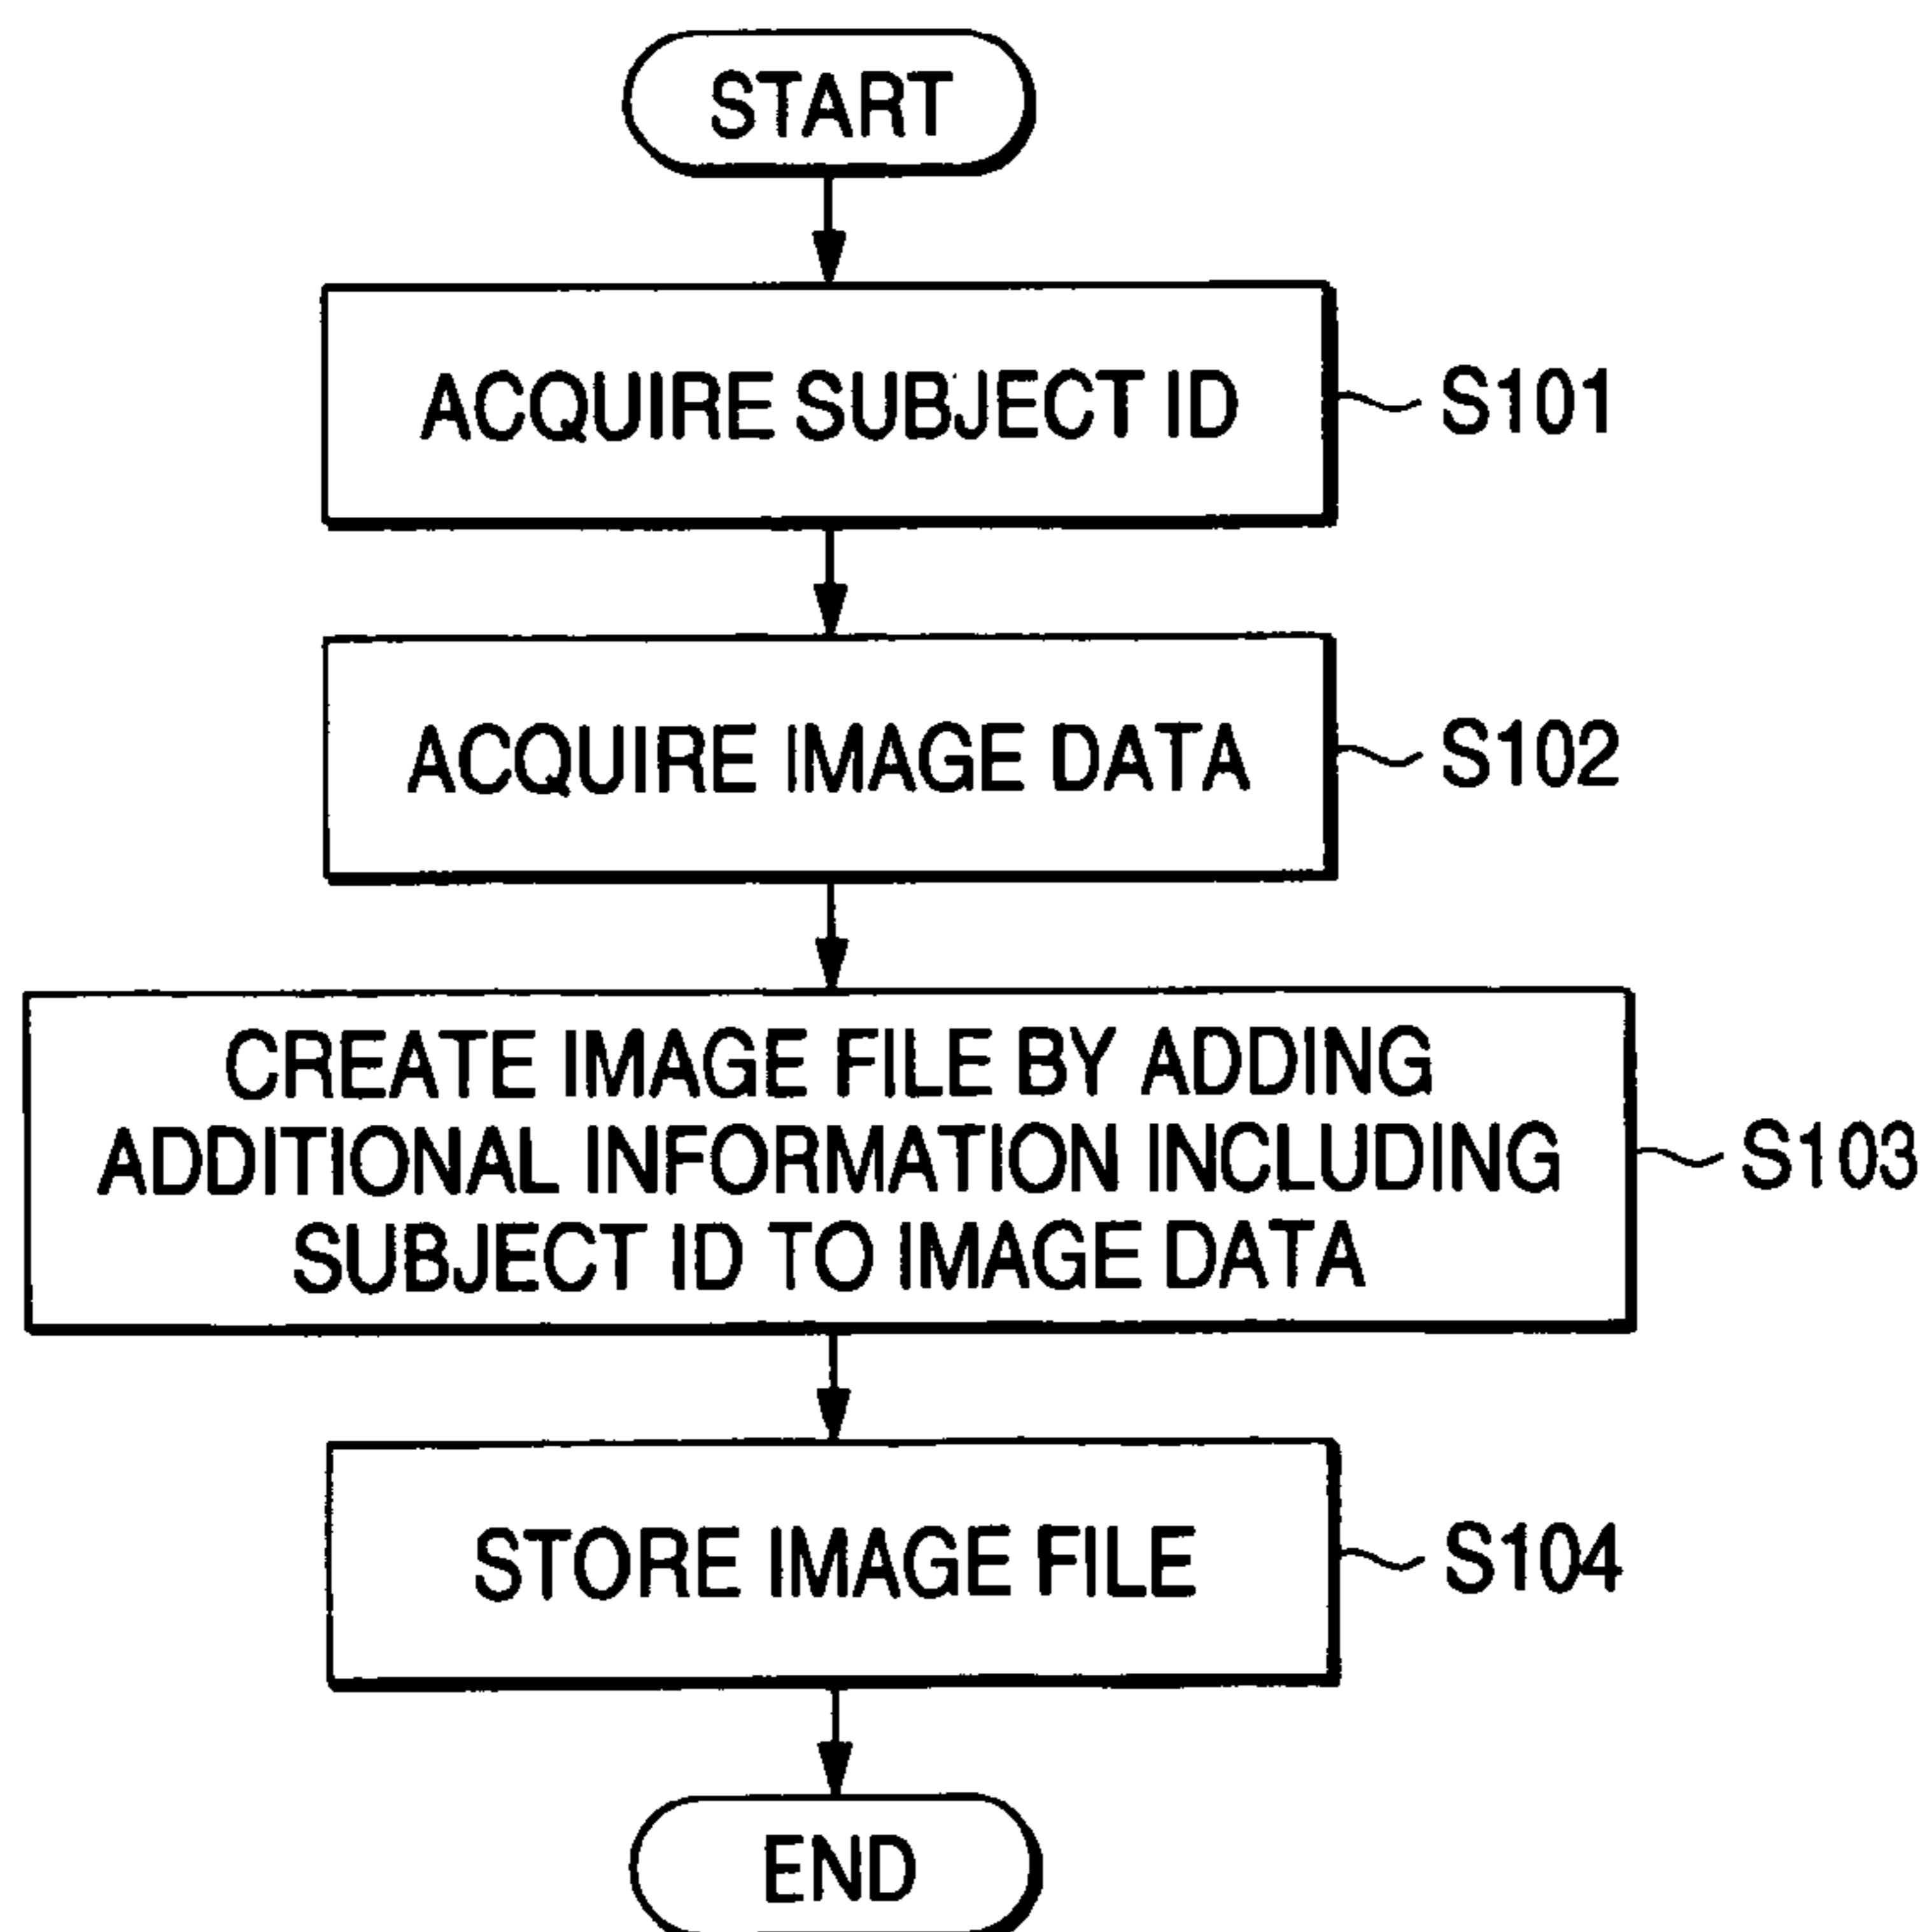 START
ACQUIRE SUBJECT ID
S101
ACQUIRE IMAGE DATA
S102
CREATE IMAGE FILE BY ADDING
ADDITIONAL INFORMATION INCLUDING
SUBJECT ID TO IMAGE DATA
S103
STORE IMAGE FILE
S104
END